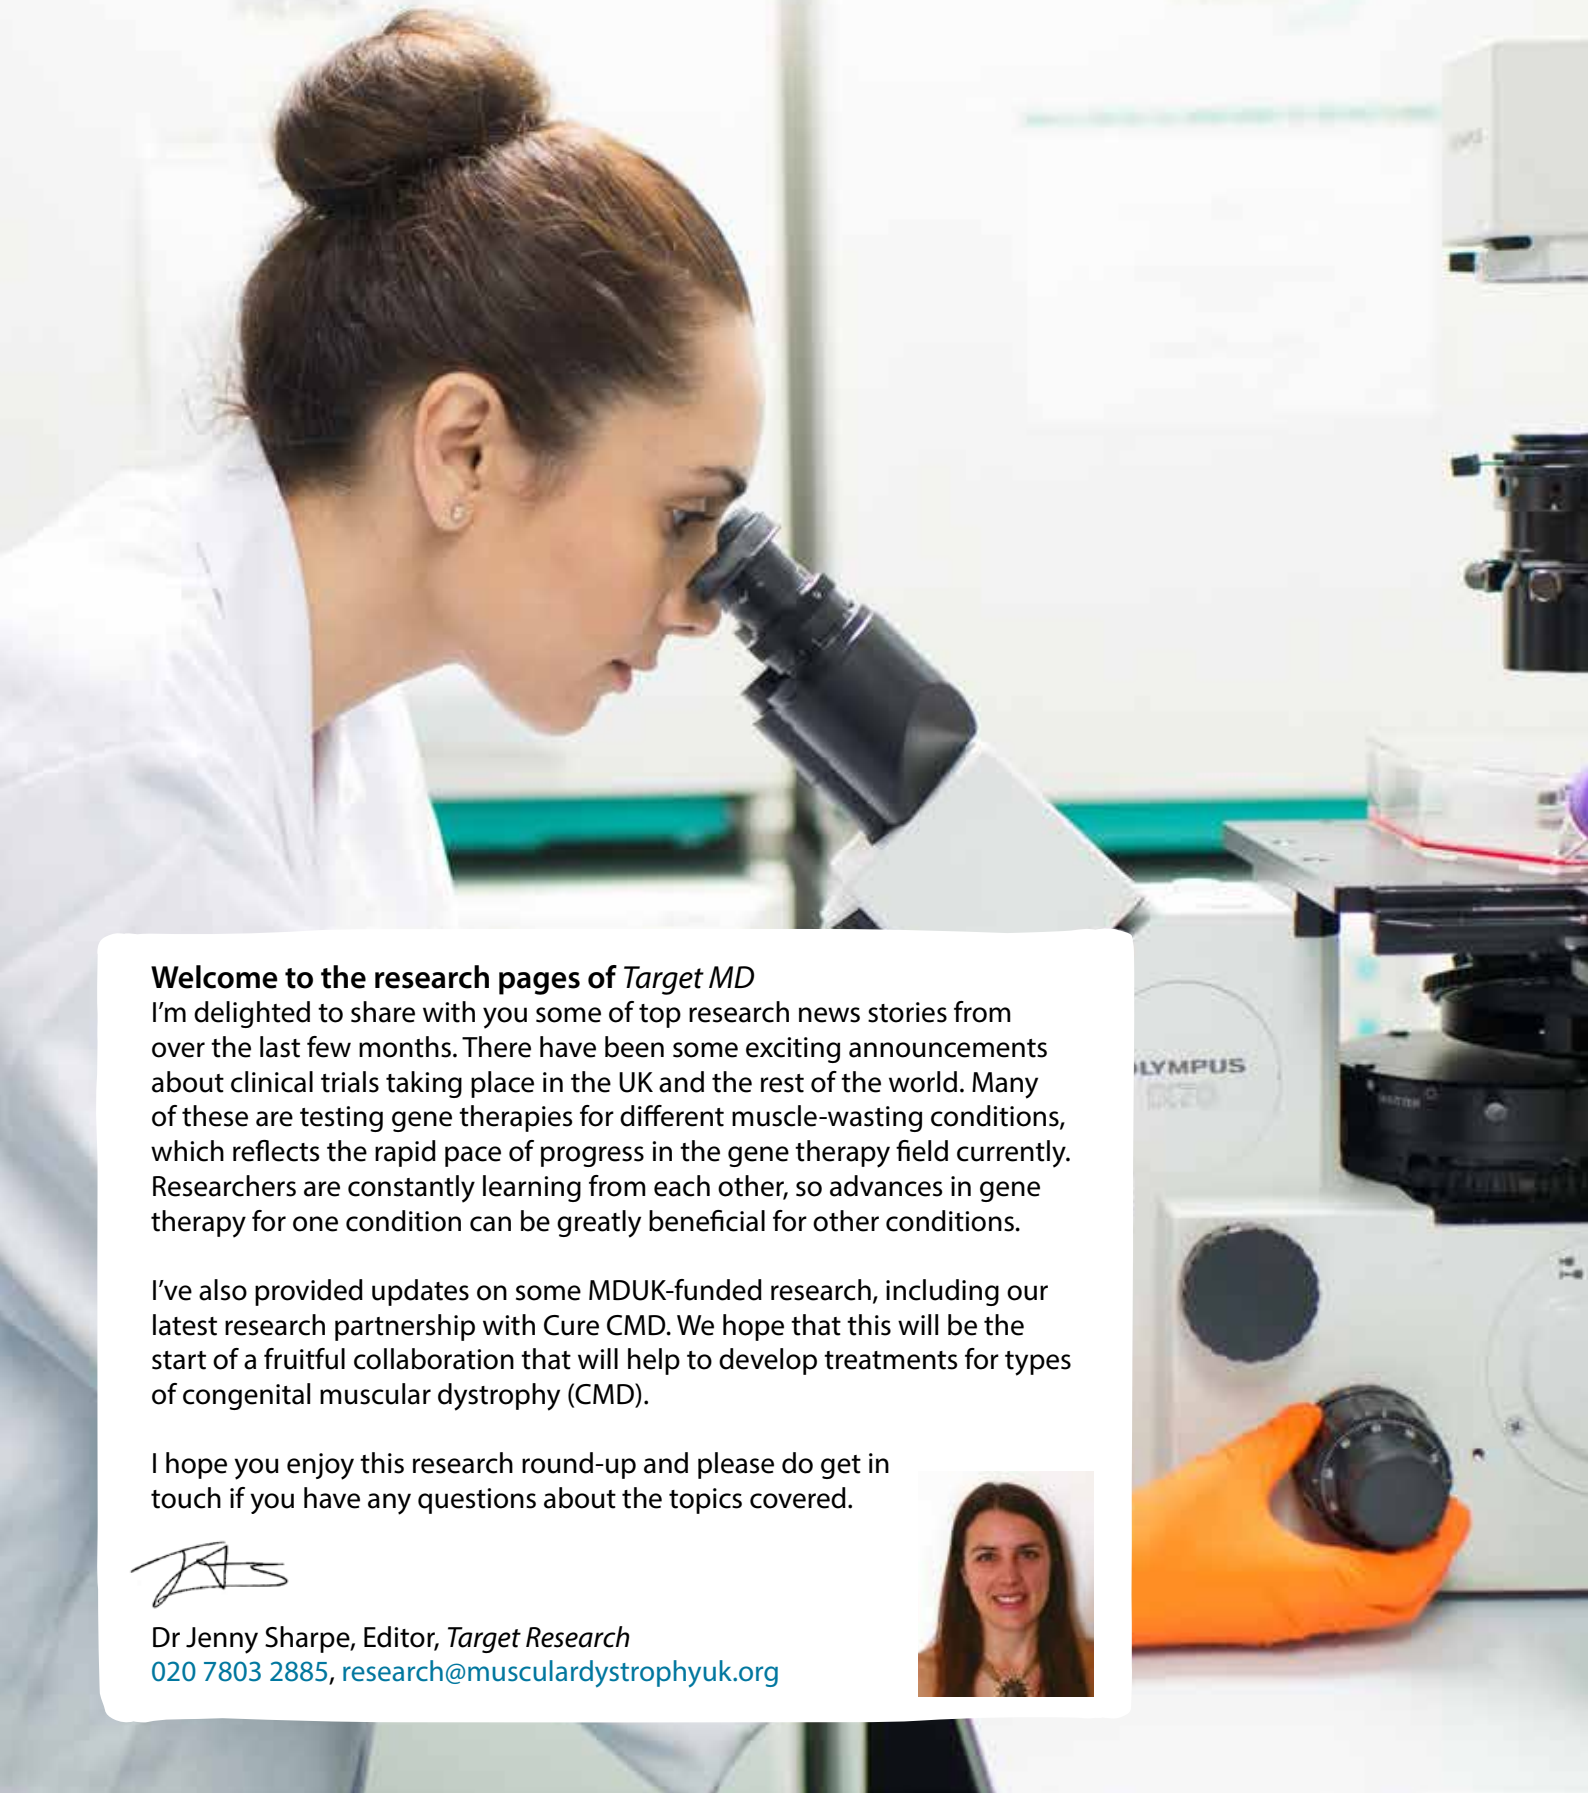 Welcome to the research pages of Target MD
I’m delighted to share with you some of top research news stories from
over the last few months. There have been some exciting announcements
about clinical trials taking place in the UK and the rest of the world. Many
of these are testing gene therapies for different muscle-wasting conditions,
which reflects the rapid pace of progress in the gene therapy field currently.
Researchers are constantly learning from each other, so advances in gene
therapy for one condition can be greatly beneficial for other conditions.
I’ve also provided updates on some MDUK-funded research, including our
latest research partnership with Cure CMD. We hope that this will be the
start of a fruitful collaboration that will help to develop treatments for types
of congenital muscular dystrophy (CMD).
I hope you enjoy this research round-up and please do get in
touch if you have any questions about the topics covered.
Dr Jenny Sharpe, Editor, Target Research
020 7803 2885, research@musculardystrophyuk.org
LYMPUS